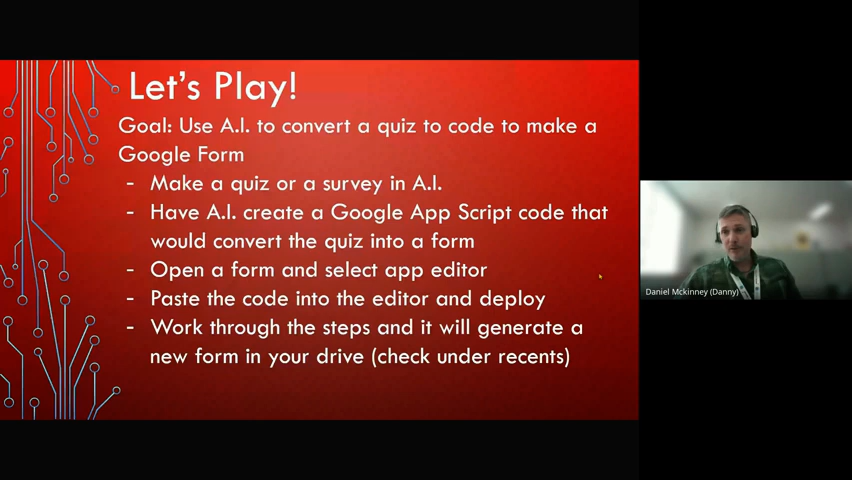 Let's Play!
Goal: Use A.I. to convert a quiz to code to make a
Google Form
- Make a quiz or a survey in A.I.
- Have A.I. create a Google App Script code that
would convert the quiz into a form
- Open a form and select app editor
- Paste the code into the editor and deploy
- Work through the steps and it will generate a
new form in your drive (check under recents)
Daniel Mckinney (Danny)